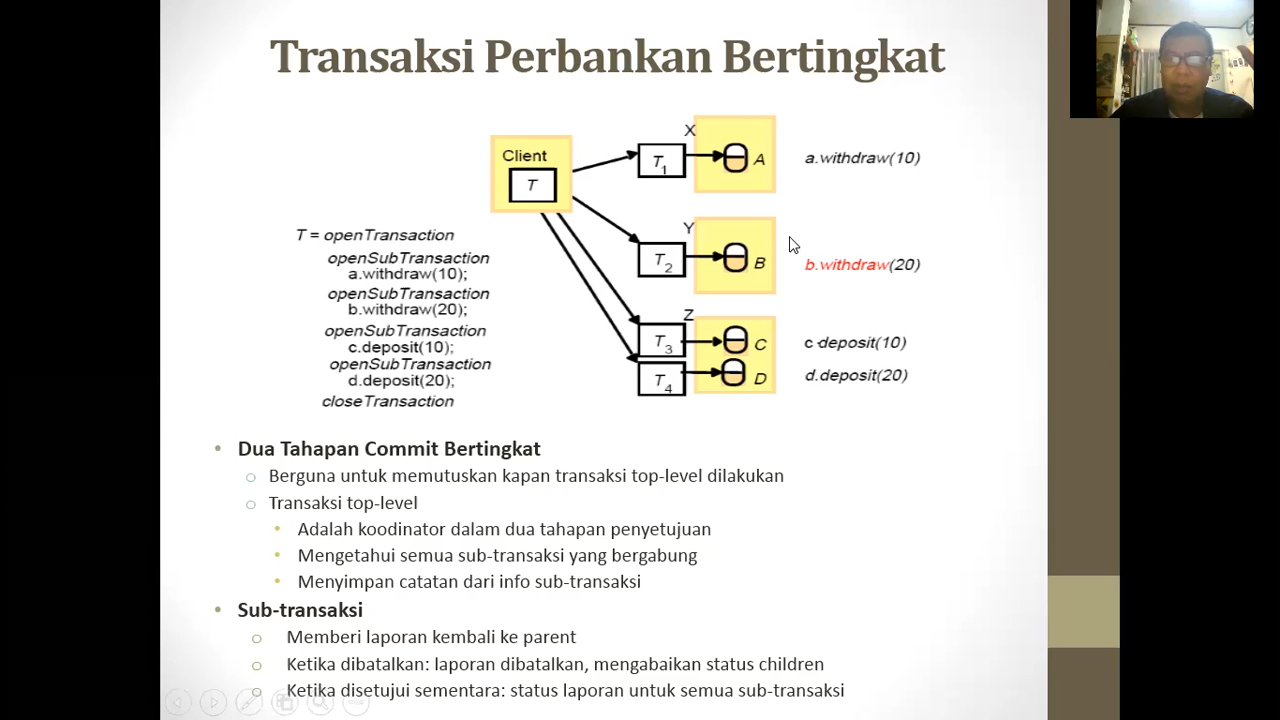 Transaksi Perbankan Bertingkat
Client
T
X
T1
A
a.withdraw(10)
Y
T2
B
b.withdraw(20)
Z
T3
C
c.deposit(10)
T4
D
d.deposit(20)
T = openTransaction
openSubTransaction
a.withdraw(10);
openSubTransaction
b.withdraw(20);
openSubTransaction
c.deposit(10);
openSubTransaction
d.deposit(20);
closeTransaction
• Dua Tahapan Commit Bertingkat
o Berguna untuk memutuskan kapan transaksi top-level dilakukan
o Transaksi top-level
• Adalah koodinator dalam dua tahapan penyetujuan
• Mengetahui semua sub-transaksi yang bergabung
• Menyimpan catatan dari info sub-transaksi
• Sub-transaksi
o Memberi laporan kembali ke parent
o Ketika dibatalkan: laporan dibatalkan, mengabaikan status children
o Ketika disetujui sementara: status laporan untuk semua sub-transaksi